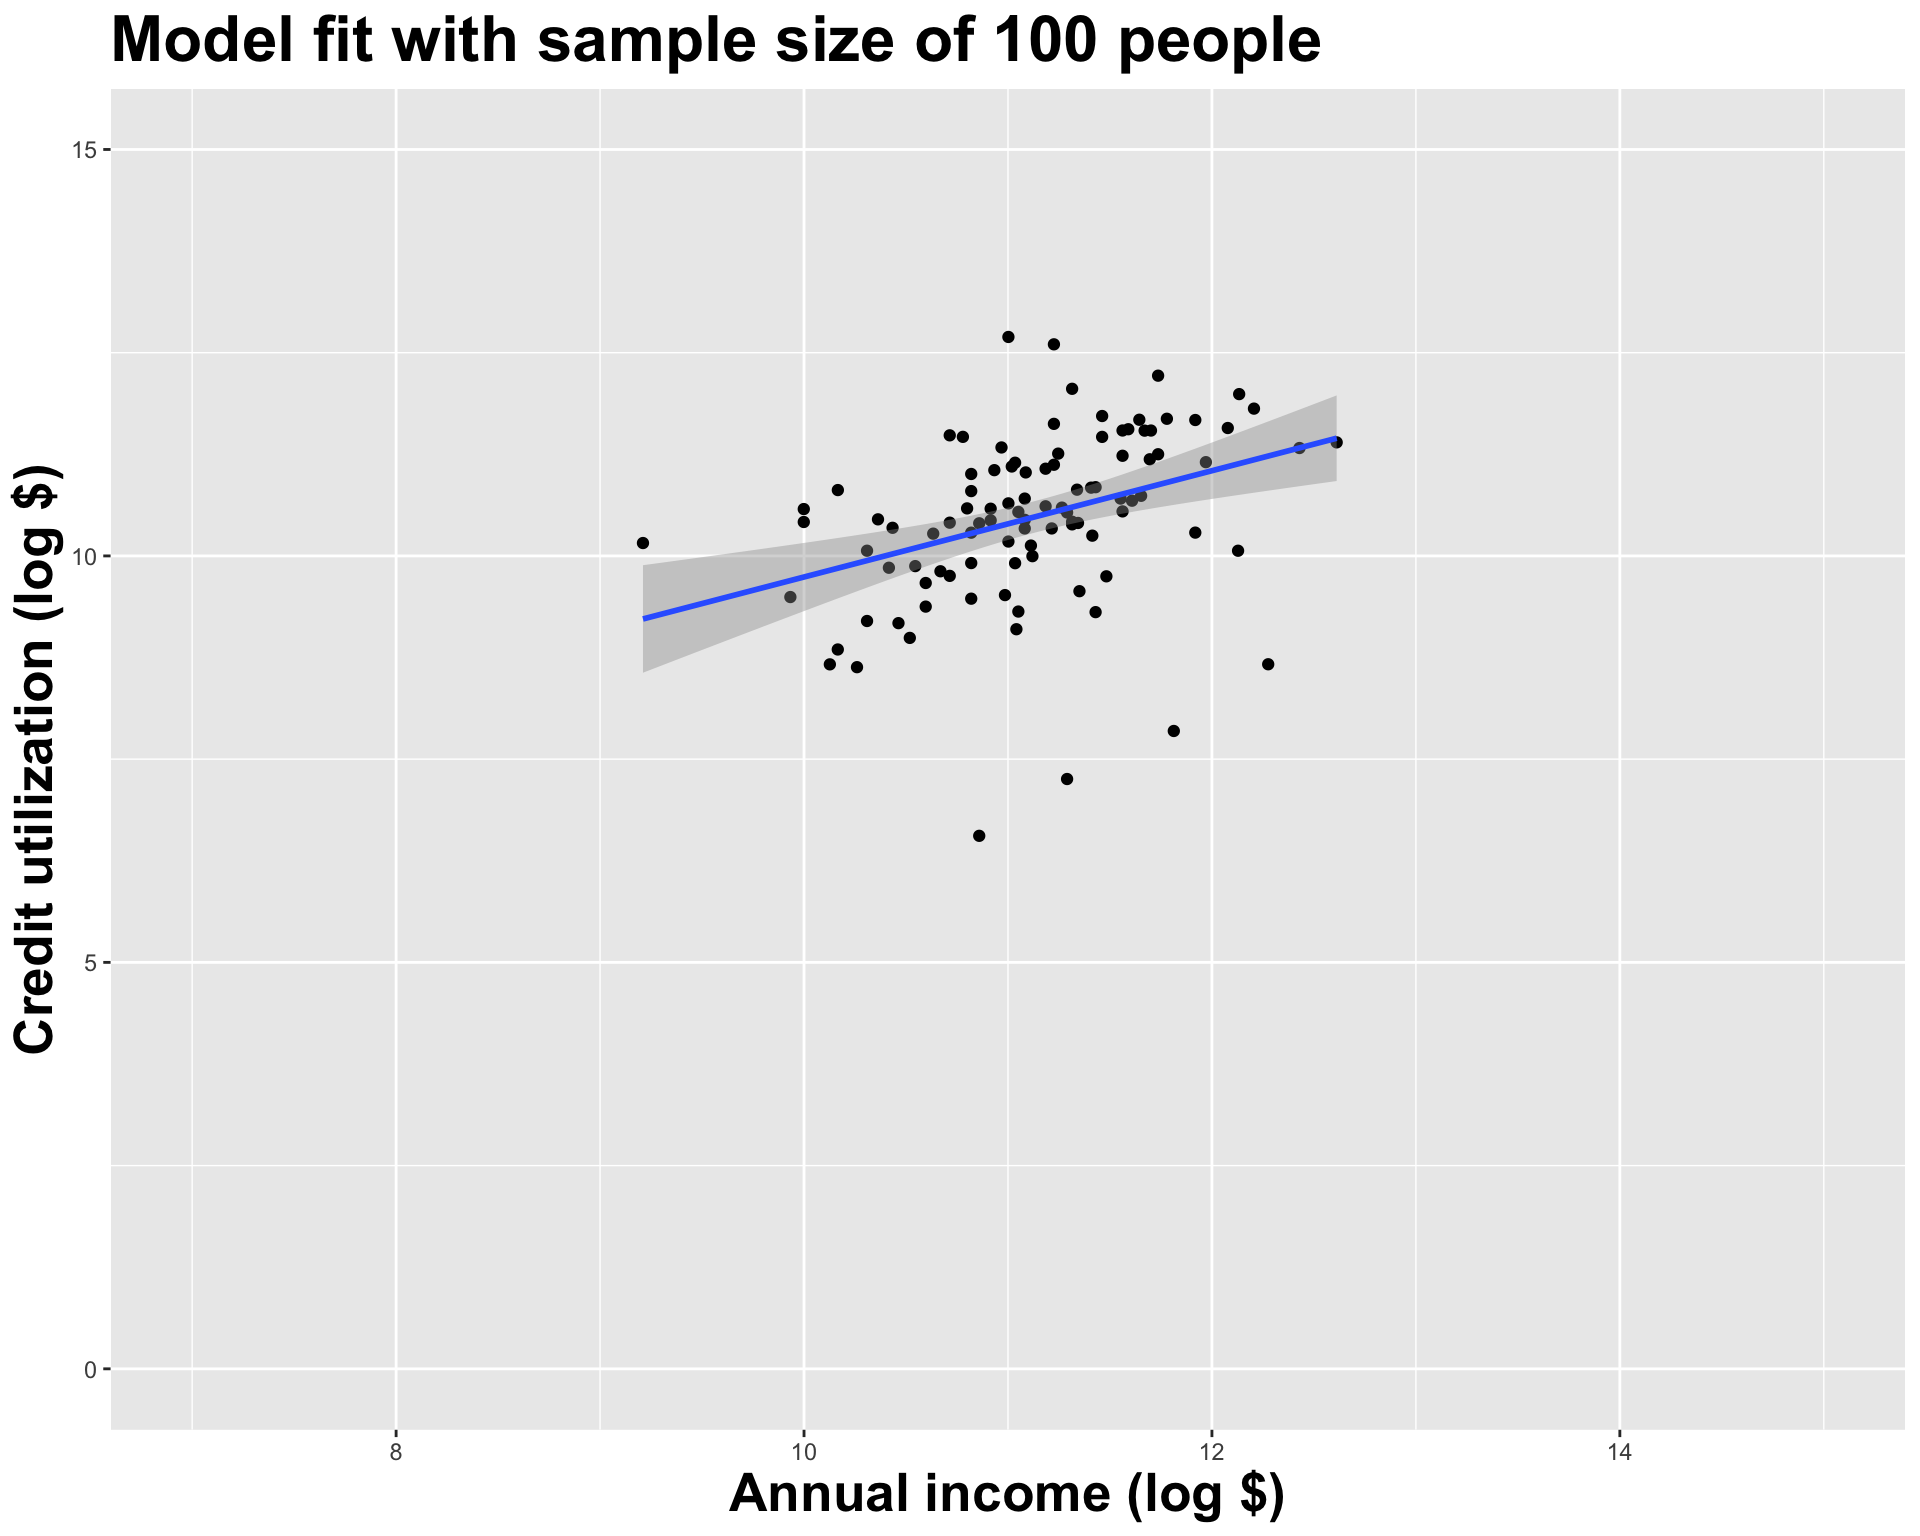 Model fit with sample size of 100 people
Credit utilization (log $)
15
10
5
0
8
10
12
14
Annual income (log $)